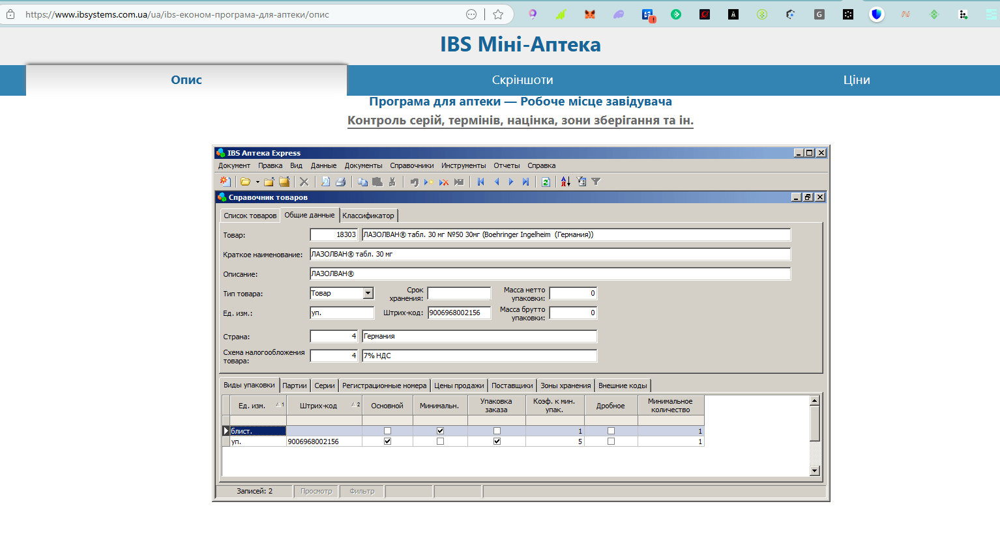 https://www.ibsystems.com.ua/ua/ibs-економ-програма-для-аптеки/опис
IBS Міні-Аптека
Опис Скріншоти Ціни
Програма для аптеки — Робоче місце завідувача
Контроль серій, термінів, націнка, зони зберігання та ін.
IBS Аптека Express
Документ Правка Вид Данные Документы Справочники Инструменты Отчеты Справка
Справочник товаров
Список товаров Общие данные Классификатор
Товар: 18303 ЛАЗОЛВАН® табл. 30 мг №50 30мг (Boehringer Ingelheim (Германия))
Краткое наименование: ЛАЗОЛВАН® табл. 30 мг
Описание: ЛАЗОЛВАН®
Тип товара: Товар Срок хранения: Масса нетто упаковки: 0
Ед. изм.: уп. Штрих-код: 9006968002156 Масса брутто упаковки: 0
Страна: 4 Германия
Схема налогообложения товара: 4 7% НДС
Виды упаковки Партии Серии Регистрационные номера Цены продажи Поставщики Зоны хранения Внешние коды
Ед. изм. 1 Штрих-код 2 Основной Минимальн. Упаковка заказа Коэф. к мин. упак. Дробное Минимальное количество
блист. 1 1
уп. 9006968002156 5 1
Записей: 2 Просмотр Фильтр